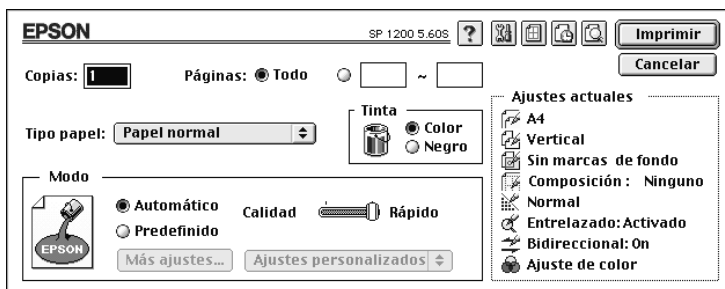 EPSON
SP 1200 5.60S
?
Imprimir
Cancelar
Copias: 1
Páginas: Todo
~
Tipo papel: Papel normal
Tinta
Color
Negro
Modo
EPSON
Automático
Predefinido
Calidad
Rápido
Más ajustes...
Ajustes personalizados
Ajustes actuales
A4
Vertical
Sin marcas de fondo
Composición : Ninguno
Normal
Entrelazado: Activado
Bidireccional: On
Ajuste de color